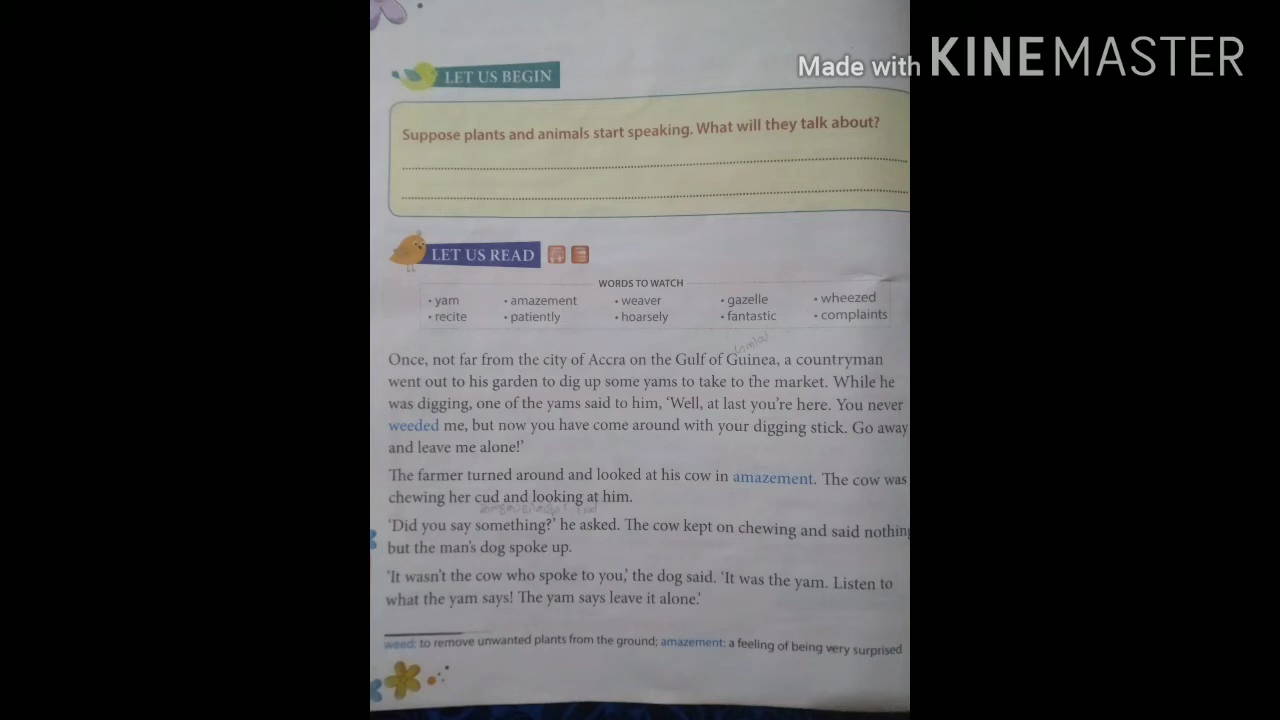 Made with KINEMASTER
LET US BEGIN
Suppose plants and animals start speaking. What will they talk about?
LET US READ
WORDS TO WATCH
• yam • amazement • weaver • gazelle • wheezed
• recite • patiently • hoarsely • fantastic • complaints
Once, not far from the city of Accra on the Gulf of Guinea, a countryman
went out to his garden to dig up some yams to take to the market. While he
was digging, one of the yams said to him, ‘Well, at last you’re here. You never
weeded me, but now you have come around with your digging stick. Go away
and leave me alone!’
The farmer turned around and looked at his cow in amazement. The cow was
chewing her cud and looking at him.
‘Did you say something?’ he asked. The cow kept on chewing and said nothing
but the man’s dog spoke up.
‘It wasn’t the cow who spoke to you,’ the dog said. ‘It was the yam. Listen to
what the yam says! The yam says leave it alone.’
weed: to remove unwanted plants from the ground; amazement: a feeling of being very surprised